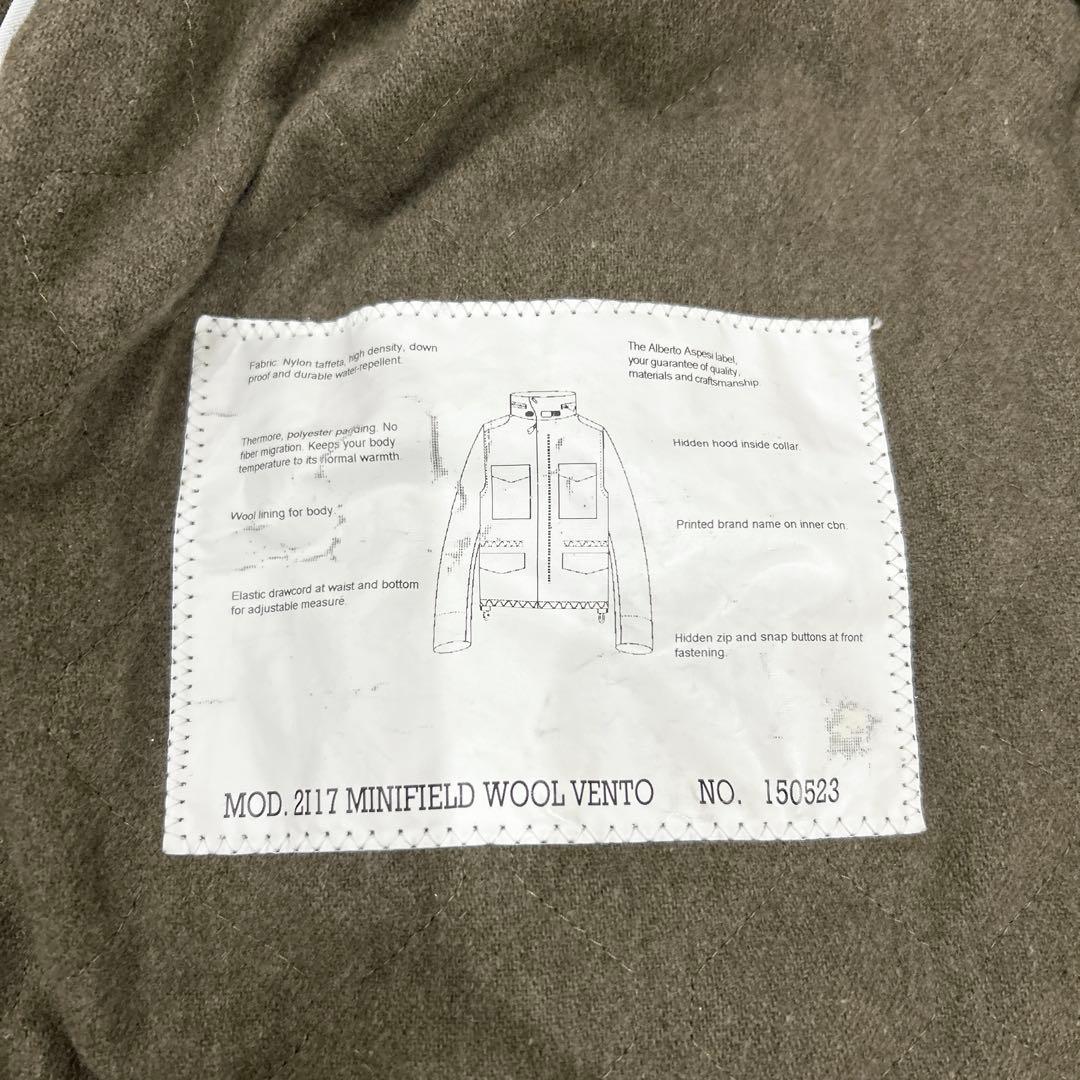 Fabric: Nylon taffeta, high density, down
proof and durable water-repellent.
The Alberto Aspesi label,
your guarantee of quality,
materials and craftsmanship
Thermore, polyester padding. No
fiber migration. Keeps your body
temperature to its normal warmth.
Hidden hood inside collar.
Wool lining for body.
Printed brand name on inner cbn.
Elastic drawcord at waist and bottom
for adjustable measure.
Hidden zip and snap buttons at front
fastening.
MOD. 2117 MINIFIELD WOOL VENTO NO. 150523